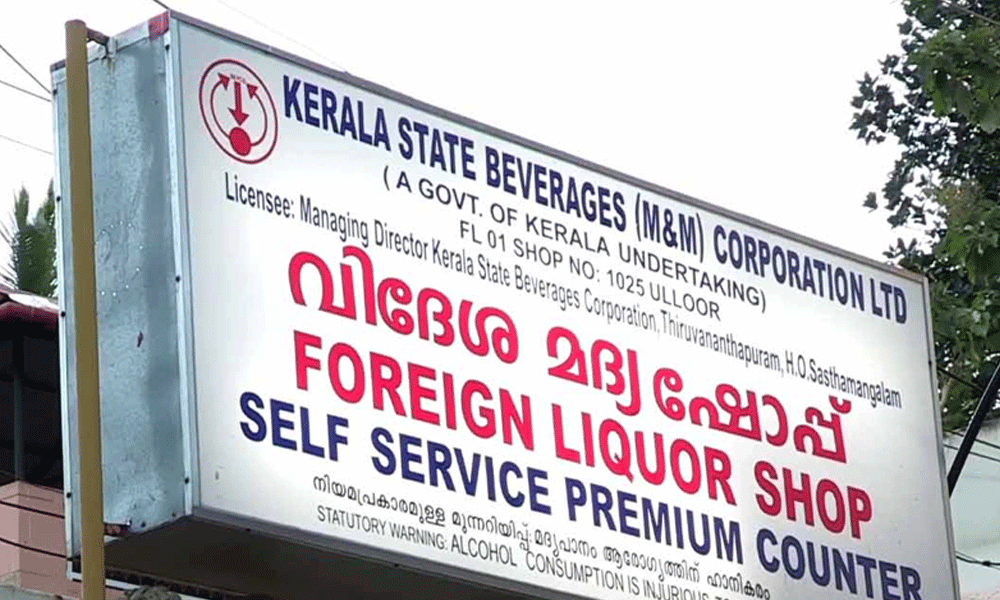 KERALA STATE BEVERAGES (M&M) CORPORATION LTD
( A GOVT. OF KERALA UNDERTAKING)
FL 01 SHOP NO: 1025 ULLOOR
Licensee: Managing Director Kerala State Beverages Corporation, Thiruvananthapuram, H.O.Sasthamangalam
വിദേശ മദ്യ ഷോപ്പ്
FOREIGN LIQUOR SHOP
SELF SERVICE PREMIUM COUNTER
നിയമപ്രകാരമുള്ള മുന്നറിയിപ്പ്: മദ്യപാനം ആരോഗ്യത്തിന് ഹാനികരം
STATUTORY WARNING: ALCOHOL CONSUMPTION IS INJURIOUS